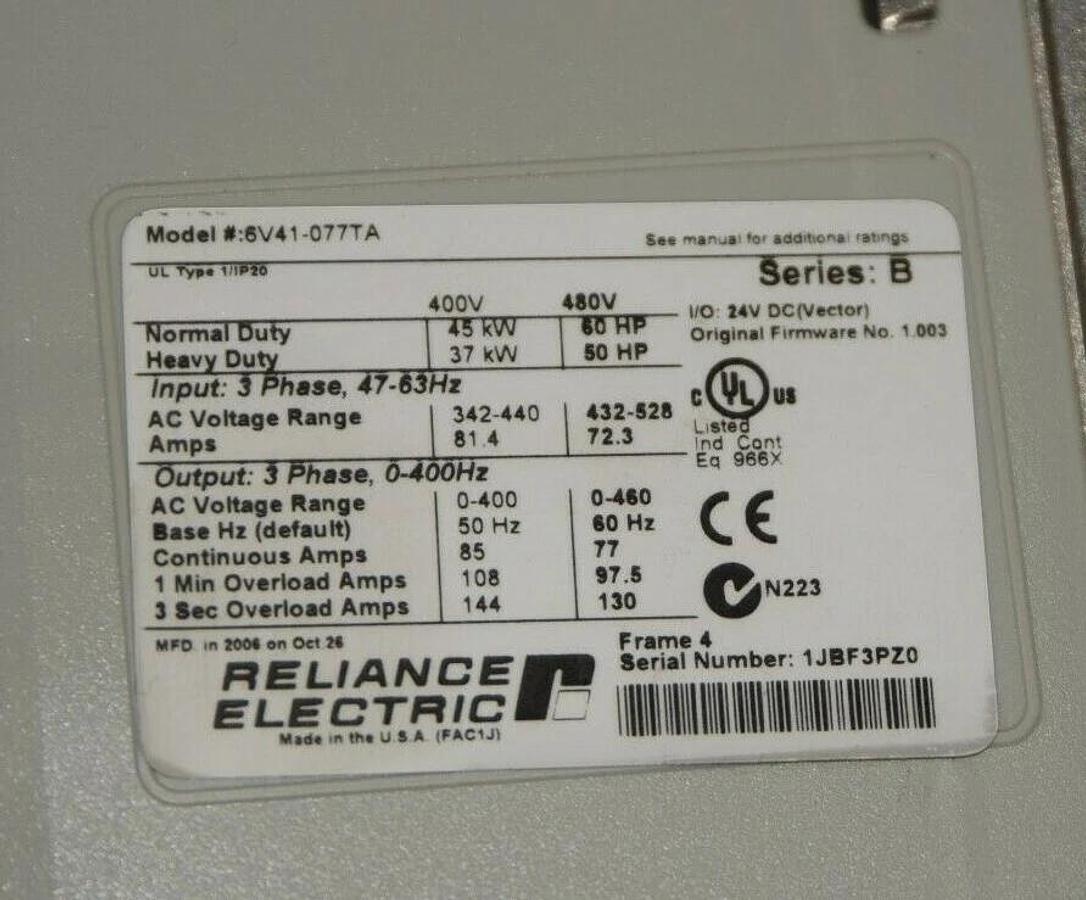 Model #:6V41-077TA
See manual for additional ratings
UL Type 1/IP20
Series: B
400V 480V
I/O: 24V DC(Vector)
Normal Duty 45 kW 60 HP
Original Firmware No. 1.003
Heavy Duty 37 kW 50 HP
Input: 3 Phase, 47-63Hz
AC Voltage Range 342-440 432-528
Amps 81.4 72.3
C UL US
Listed
Ind Cont
Eq 966X
Output: 3 Phase, 0-400Hz
AC Voltage Range 0-400 0-460
Base Hz (default) 50 Hz 60 Hz
Continuous Amps 85 77
1 Min Overload Amps 108 97.5
3 Sec Overload Amps 144 130
CE
N223
MFD. in 2006 on Oct 26
Frame 4
Serial Number: 1JBF3PZ0
RELIANCE
ELECTRIC
Made in the U.S.A. (FAC1J)